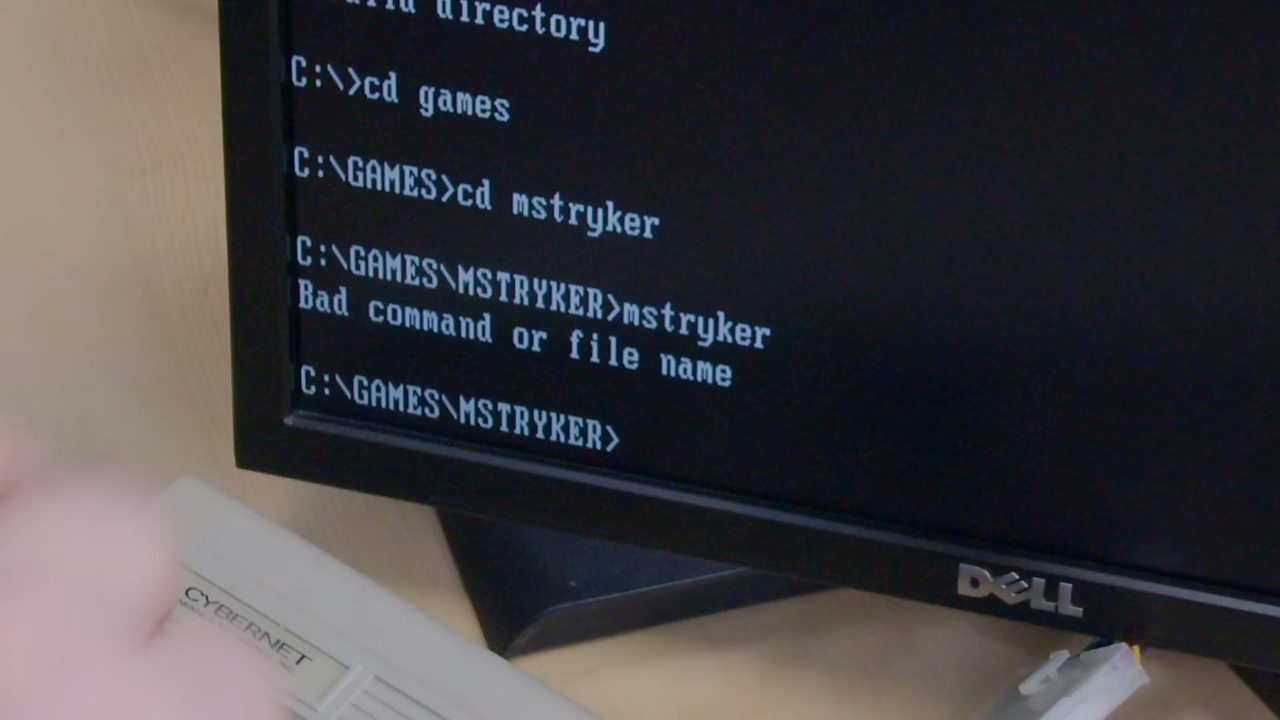 directory
C:\>cd games
C:\GAMES>cd mstryker
C:\GAMES\MSTRYKER>mstryker
Bad command or file name
C:\GAMES\MSTRYKER>
DELL
CYBERNET